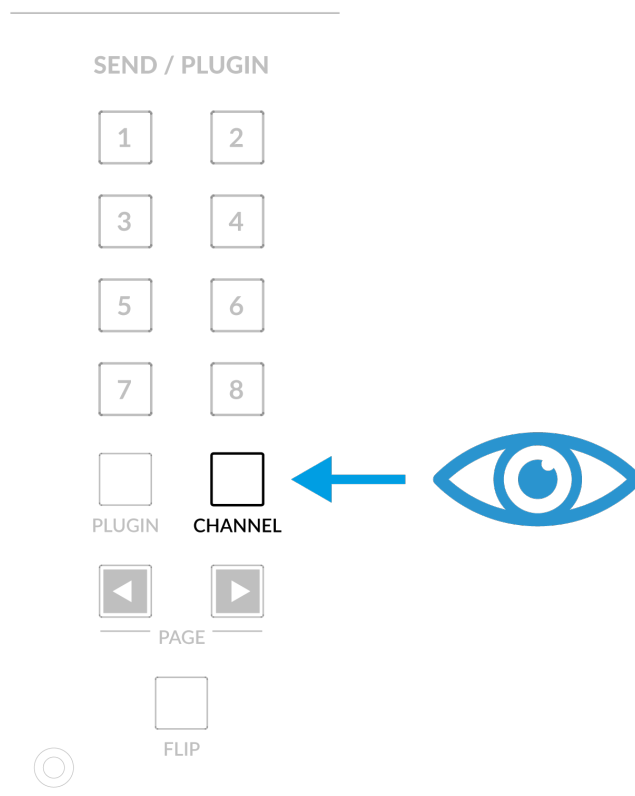 SEND / PLUGIN
1 2
3 4
5 6
7 8
PLUGIN CHANNEL
PAGE
FLIP